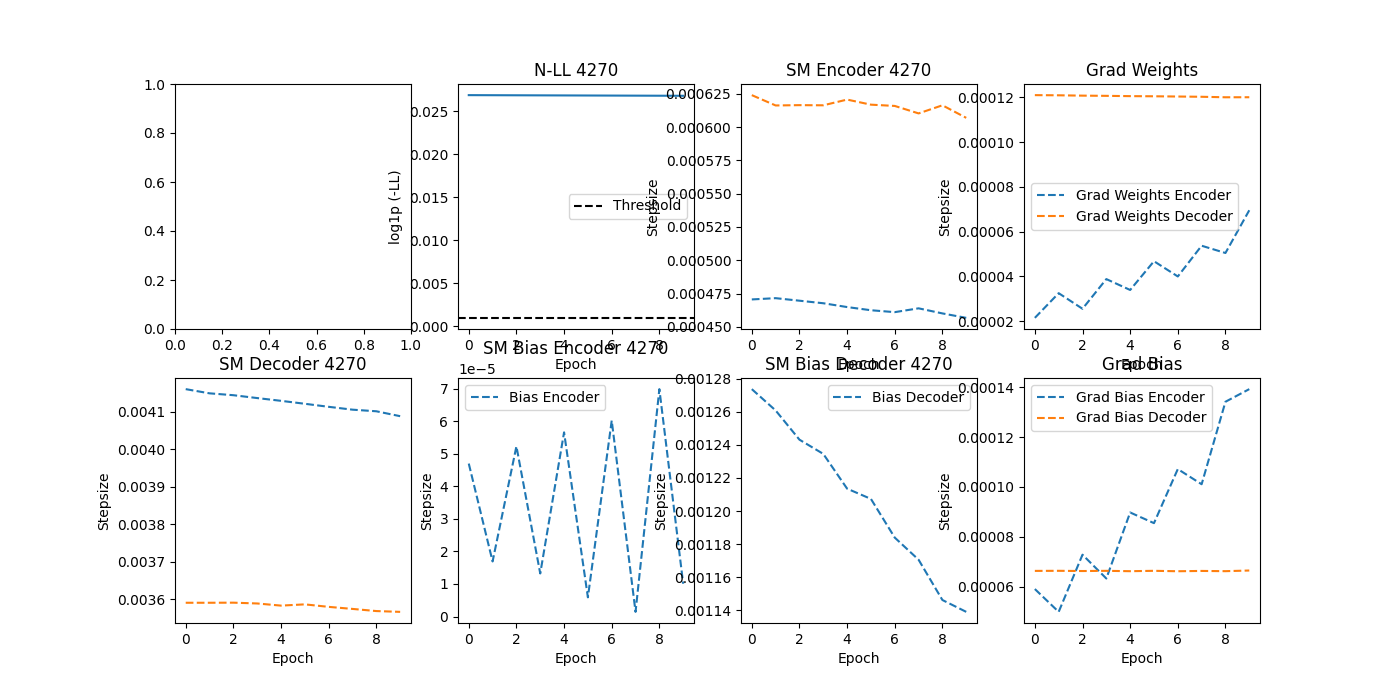 N-LL 4270
SM Encoder 4270
Grad Weights
1.0
0.8
0.6
0.4
0.2
0.0
0.0 0.2 0.4 0.6 0.8 1.0
log1p (-LL)
0.025
0.020
0.015
0.010
0.005
0.000
Threshold
0 2 4 6 8
Epoch
Stepsize
0.000625
0.000600
0.000575
0.000550
0.000525
0.000500
0.000475
0.000450
0 2 4 6 8
Epoch
Stepsize
0.00012
0.00010
0.00008
0.00006
0.00004
0.00002
Grad Weights Encoder
Grad Weights Decoder
0 2 4 6 8
Epoch
SM Decoder 4270
SM Bias Encoder 4270
SM Bias Decoder 4270
Grad Bias
Stepsize
0.0041
0.0040
0.0039
0.0038
0.0037
0.0036
0 2 4 6 8
Epoch
Stepsize
1e−5
7
6
5
4
3
2
1
0
Bias Encoder
0 2 4 6 8
Epoch
Stepsize
0.00128
0.00126
0.00124
0.00122
0.00120
0.00118
0.00116
0.00114
Bias Decoder
0 2 4 6 8
Epoch
Stepsize
0.00014
0.00012
0.00010
0.00008
0.00006
Grad Bias Encoder
Grad Bias Decoder
0 2 4 6 8
Epoch